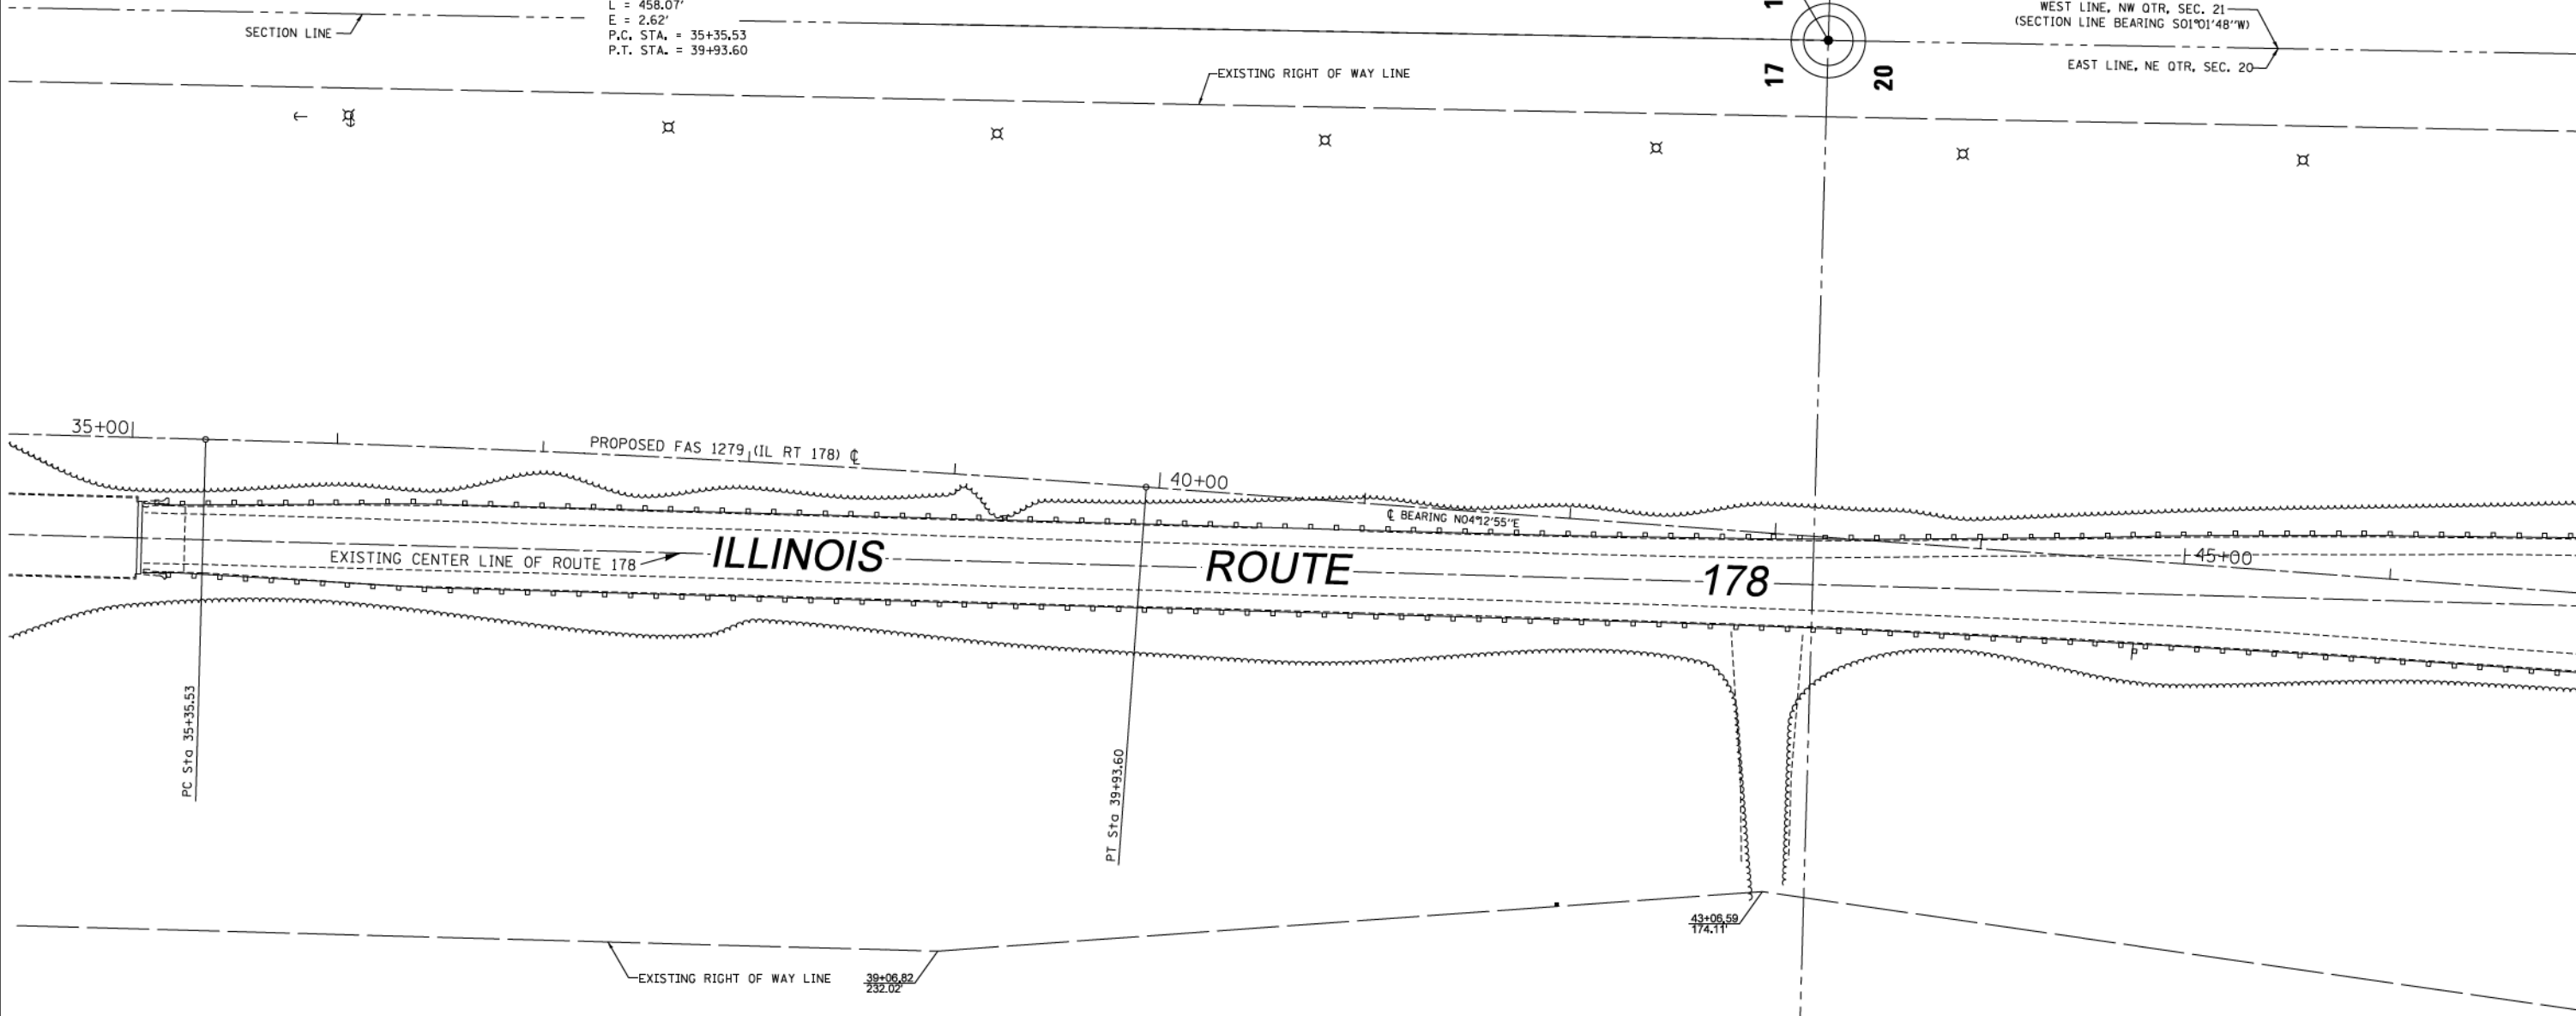 L = 458.07'
E = 2.62'
P.C. STA. = 35+35.53
P.T. STA. = 39+93.60
SECTION LINE
WEST LINE, NW QTR, SEC. 21
(SECTION LINE BEARING S01°01'48"W)
EAST LINE, NE QTR, SEC. 20
17
20
EXISTING RIGHT OF WAY LINE
35+00
PROPOSED FAS 1279 (IL RT 178) ℄
40+00
℄ BEARING N04°12'55"E
45+00
EXISTING CENTER LINE OF ROUTE 178
ILLINOIS ROUTE 178
P
PC Sta 35+35.53
PT Sta 39+93.60
43+06.59
174.11'
EXISTING RIGHT OF WAY LINE
39+06.82
232.02'